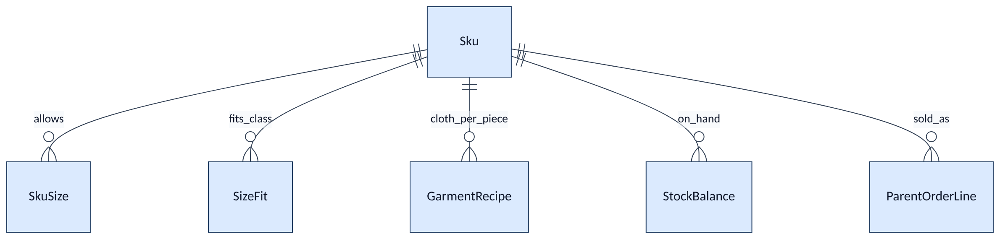 Sku
allows
fits_class
cloth_per_piece
on_hand
sold_as
SkuSize
SizeFit
GarmentRecipe
StockBalance
ParentOrderLine